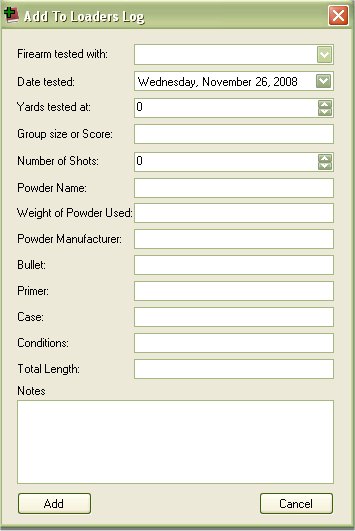 Add To Loaders Log
Firearm tested with:
Date tested: Wednesday, November 26, 2008
Yards tested at: 0
Group size or Score:
Number of Shots: 0
Powder Name:
Weight of Powder Used:
Powder Manufacturer:
Bullet:
Primer:
Case:
Conditions:
Total Length:
Notes
Add Cancel